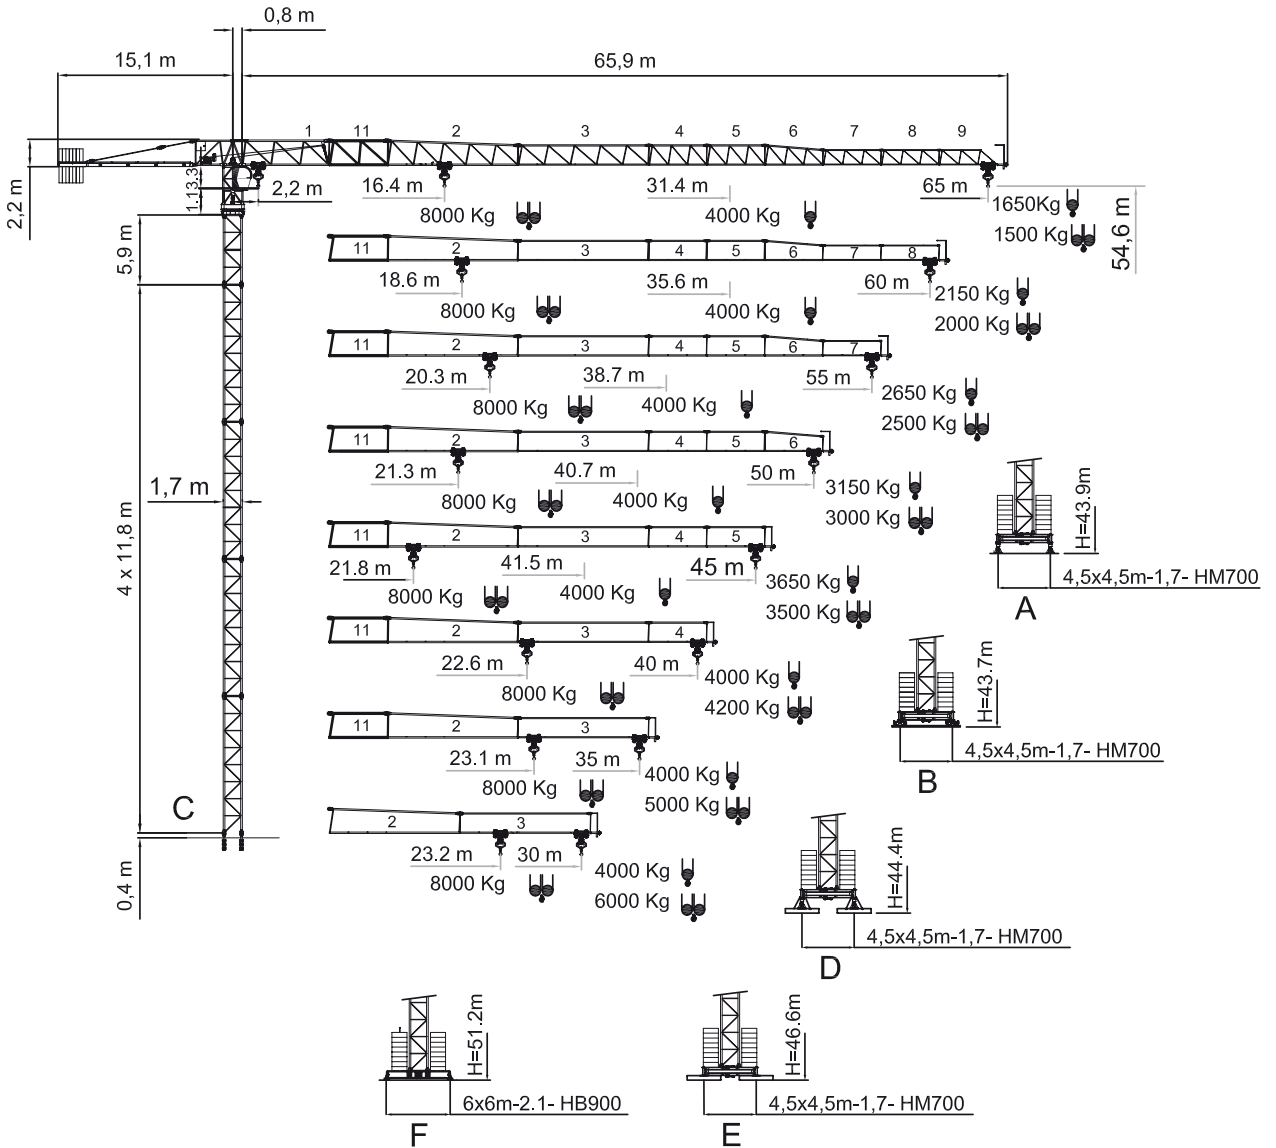 0,8 m
15,1 m
65,9 m
1 11 2 3 4 5 6 7 8 9
2,2 m
1.13.3
2,2 m
16.4 m
31.4 m
65 m
8000 Kg
4000 Kg
1650Kg
1500 Kg
54,6 m
5,9 m
11 2 3 4 5 6 7 8
18.6 m
35.6 m
60 m
8000 Kg
4000 Kg
2150 Kg
2000 Kg
11 2 3 4 5 6 7
20.3 m
38.7 m
55 m
8000 Kg
4000 Kg
2650 Kg
2500 Kg
11 2 3 4 5 6
1,7 m
21.3 m
40.7 m
50 m
8000 Kg
4000 Kg
3150 Kg
3000 Kg
4 x 11,8 m
11 2 3 4 5
21.8 m
41.5 m
45 m
8000 Kg
4000 Kg
3650 Kg
3500 Kg
H=43.9m
4,5x4,5m-1,7- HM700
A
11 2 3 4
22.6 m
40 m
8000 Kg
4000 Kg
4200 Kg
H=43.7m
4,5x4,5m-1,7- HM700
B
11 2 3
23.1 m
35 m
8000 Kg
4000 Kg
5000 Kg
C
2 3
23.2 m
30 m
8000 Kg
4000 Kg
6000 Kg
0,4 m
H=44.4m
4,5x4,5m-1,7- HM700
D
H=51.2m
6x6m-2.1- HB900
F
H=46.6m
4,5x4,5m-1,7- HM700
E